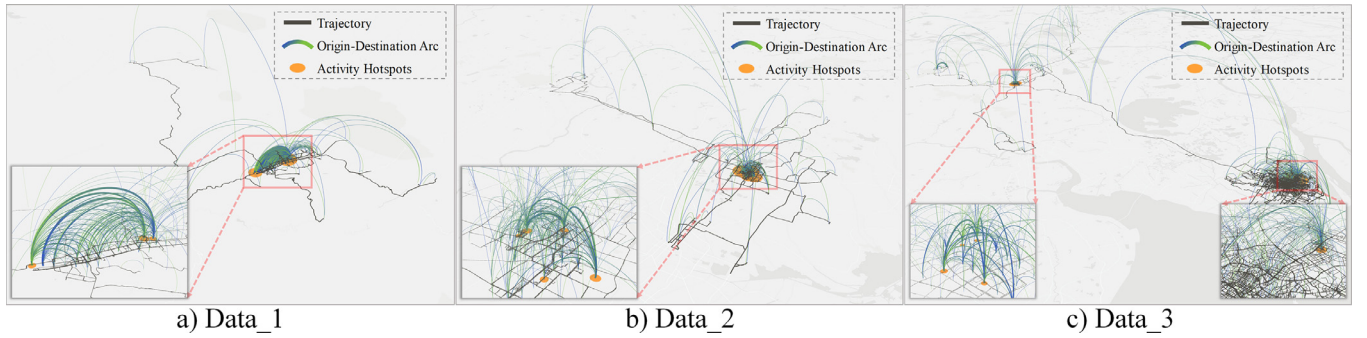 Trajectory
Origin-Destination Arc
Activity Hotspots
Trajectory
Origin-Destination Arc
Activity Hotspots
Trajectory
Origin-Destination Arc
Activity Hotspots
a) Data_1
b) Data_2
c) Data_3